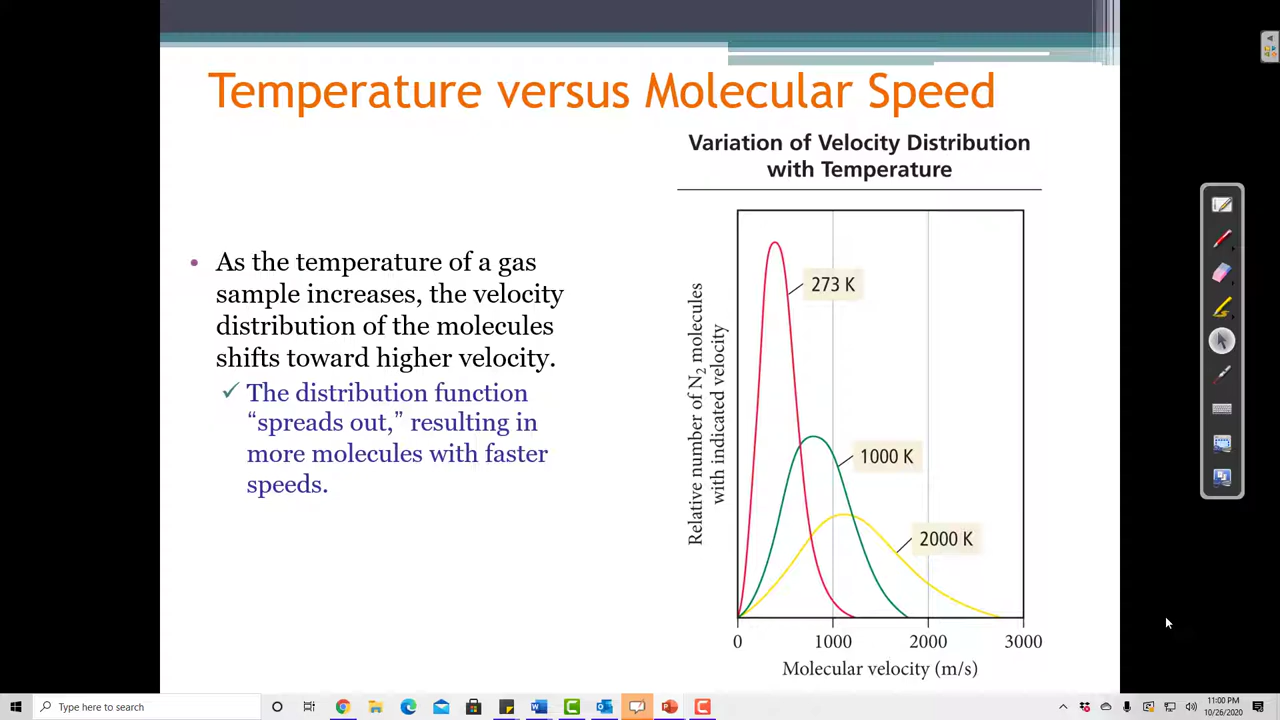 Temperature versus Molecular Speed
Variation of Velocity Distribution
with Temperature
• As the temperature of a gas
sample increases, the velocity
distribution of the molecules
shifts toward higher velocity.
✓ The distribution function
“spreads out,” resulting in
more molecules with faster
speeds.
Relative number of N₂ molecules
with indicated velocity
273 K
1000 K
2000 K
0 1000 2000 3000
Molecular velocity (m/s)
Type here to search
11:00 PM
10/26/2020